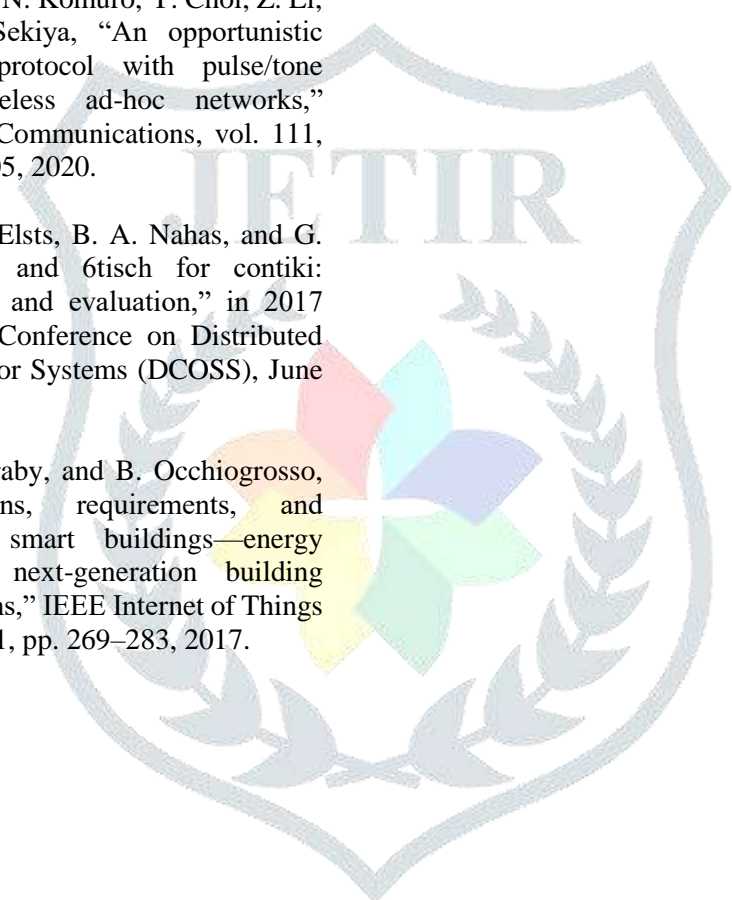 N. Komuro, T. Choi, Z. Li,
Sekiya, “An opportunistic
protocol with pulse/tone
eless ad-hoc networks,”
Communications, vol. 111,
05, 2020.
Elsts, B. A. Nahas, and G.
and 6tisch for contiki:
and evaluation,” in 2017
Conference on Distributed
or Systems (DCOSS), June
raby, and B. Occhiogrosso,
ns, requirements, and
smart buildings—energy
next-generation building
ns,” IEEE Internet of Things
1, pp. 269–283, 2017.
JETIR